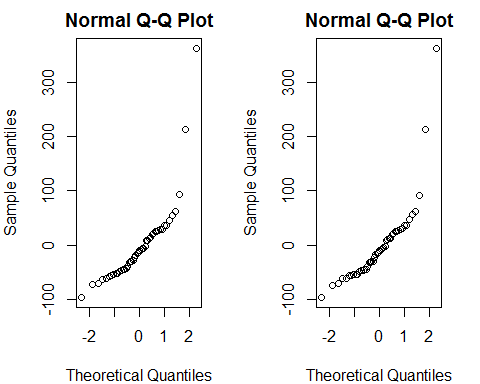 Normal Q-Q Plot
Sample Quantiles
300
200
100
0
-100
-2 0 1 2
Theoretical Quantiles
Normal Q-Q Plot
Sample Quantiles
300
200
100
0
-100
-2 0 1 2
Theoretical Quantiles